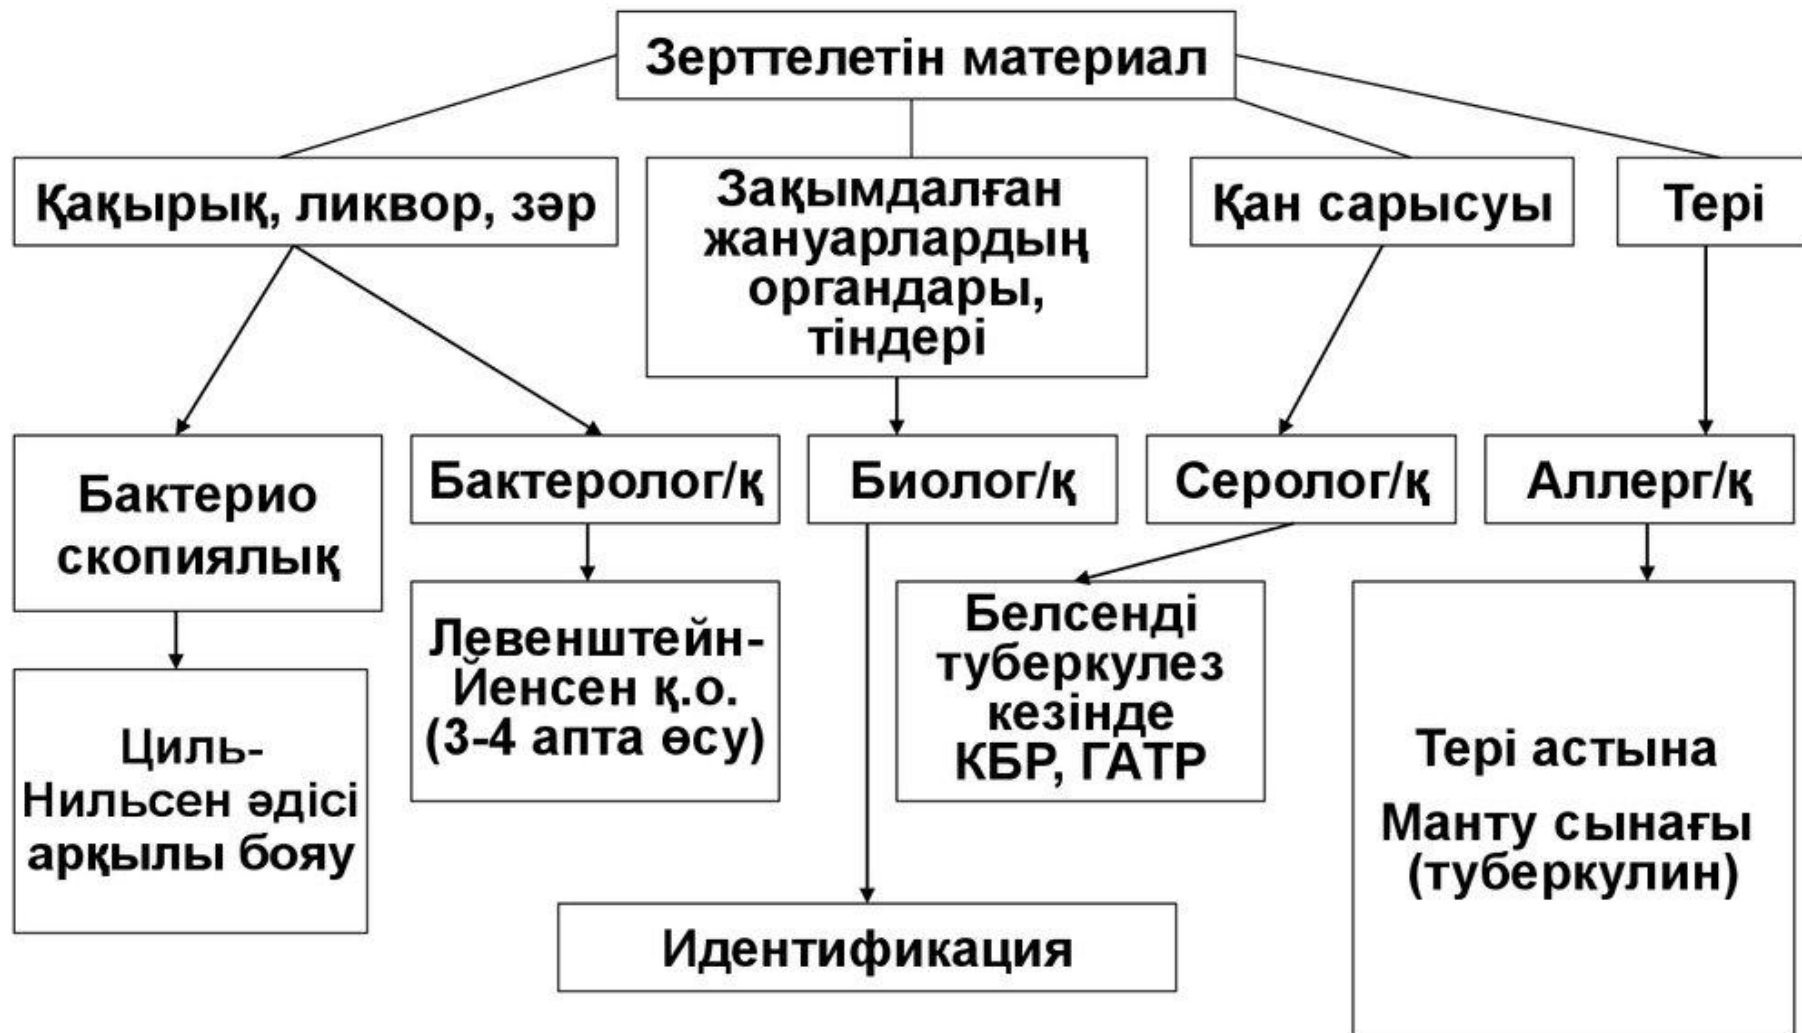 Зерттелетін материал
Қақырық, ликвор, зәр
Зақымдалған
жануарлардың
органдары,
тіндері
Қан сарысуы
Тері
Бактерио
скопиялық
Бактеролог/қ
Биолог/қ
Серолог/қ
Аллерг/қ
Циль-
Нильсен әдісі
арқылы бояу
Левенштейн-
Йенсен қ.о.
(3-4 апта өсу)
Белсенді
туберкулез
кезінде
КБР, ГАТР
Тері астына
Манту сынағы
(туберкулин)
Идентификация